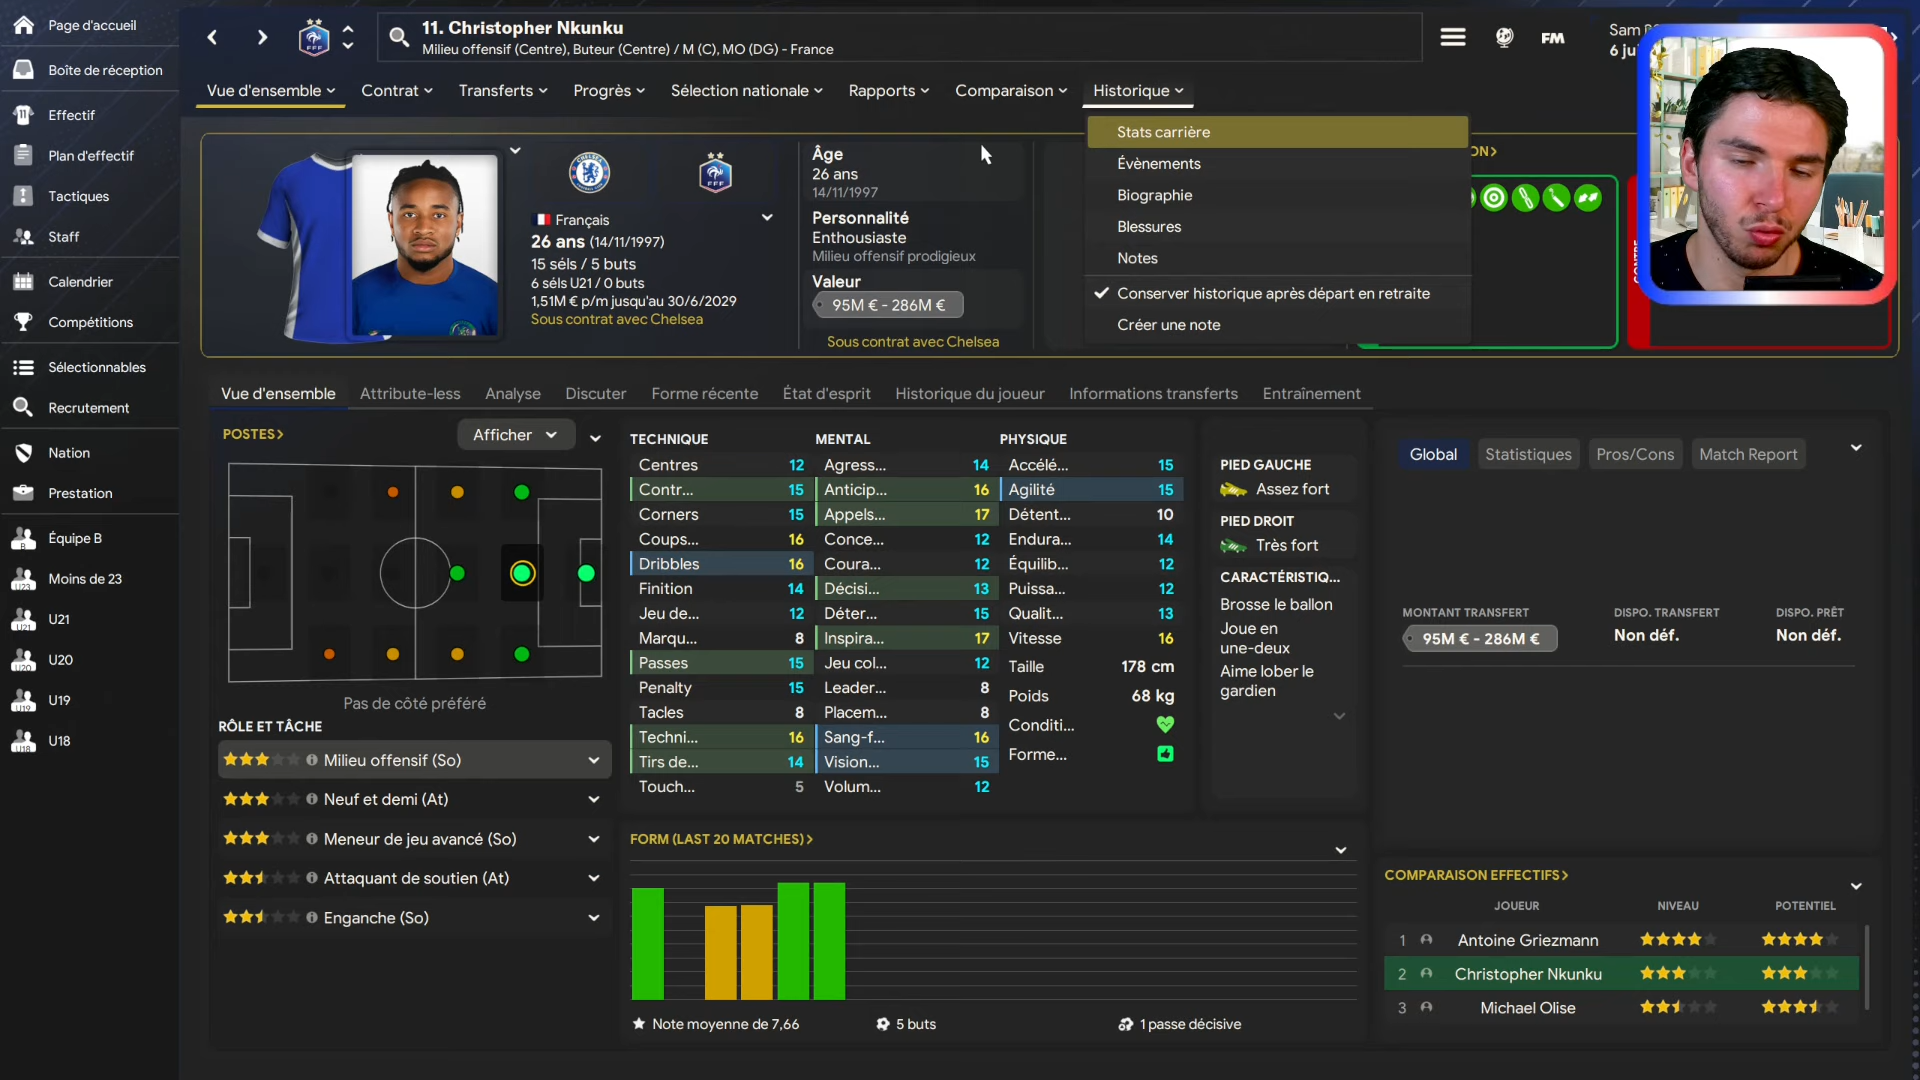 Page d'accueil
Boîte de réception
Effectif
Plan d'effectif
Tactiques
Staff
Calendrier
Compétitions
Sélectionnables
Recrutement
Nation
Prestation
Équipe B
Moins de 23
U21
U20
U19
U18
11. Christopher Nkunku
Milieu offensif (Centre), Buteur (Centre) / M (C), MO (DG) - France
FM
Vue d'ensemble
Contrat
Transferts
Progrès
Sélection nationale
Rapports
Comparaison
Historique
Stats carrière
Évènements
Biographie
Blessures
Notes
Conserver historique après départ en retraite
Créer une note
Français
26 ans (14/11/1997)
15 séls / 5 buts
6 séls U21 / 0 buts
1,51M € p/m jusqu'au 30/6/2029
Sous contrat avec Chelsea
Âge
26 ans
14/11/1997
Personnalité
Enthousiaste
Milieu offensif prodigieux
Valeur
95M € - 286M €
Sous contrat avec Chelsea
Vue d'ensemble
Attribute-less
Analyse
Discuter
Forme récente
État d'esprit
Historique du joueur
Informations transferts
Entraînement
POSTES
Afficher
Pas de côté préféré
RÔLE ET TÂCHE
Milieu offensif (So)
Neuf et demi (At)
Meneur de jeu avancé (So)
Attaquant de soutien (At)
Enganche (So)
TECHNIQUE
Centres 12
Contr... 15
Corners 15
Coups... 16
Dribbles 16
Finition 14
Jeu de... 12
Marqu... 8
Passes 15
Penalty 15
Tacles 8
Techni... 16
Tirs de... 14
Touch... 5
MENTAL
Agress... 14
Anticip... 16
Appels... 17
Conce... 12
Coura... 12
Décisi... 13
Déter... 15
Inspira... 17
Jeu col... 12
Leader... 8
Placem... 8
Sang-f... 16
Vision... 15
Volum... 12
PHYSIQUE
Accélé... 15
Agilité 15
Détent... 10
Endura... 14
Équilib... 12
Puissa... 12
Qualit... 13
Vitesse 16
Taille 178 cm
Poids 68 kg
Conditi...
Forme...
PIED GAUCHE
Assez fort
PIED DROIT
Très fort
CARACTÉRISTIQ...
Brosse le ballon
Joue en
une-deux
Aime lober le
gardien
FORM (LAST 20 MATCHES)
Note moyenne de 7,66
5 buts
1 passe décisive
Global
Statistiques
Pros/Cons
Match Report
MONTANT TRANSFERT
95M € - 286M €
DISPO. TRANSFERT
Non déf.
DISPO. PRÊT
Non déf.
COMPARAISON EFFECTIFS
JOUEUR NIVEAU POTENTIEL
1 Antoine Griezmann
2 Christopher Nkunku
3 Michael Olise